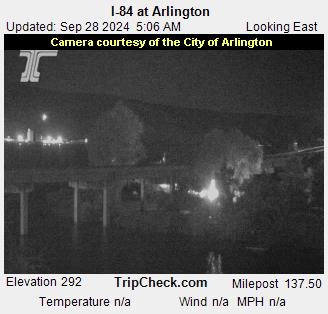 I-84 at Arlington
Updated: Sep 28 2024 5:06 AM Looking East
Camera courtesy of the City of Arlington
Elevation 292 TripCheck.com Milepost 137.50
Temperature n/a Wind n/a MPH n/a